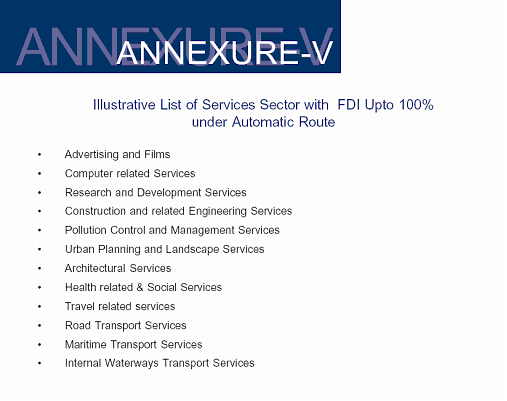 ANNEXURE-V
ANNEXURE-V
Illustrative List of Services Sector with FDI Upto 100%
under Automatic Route
• Advertising and Films
• Computer related Services
• Research and Development Services
• Construction and related Engineering Services
• Pollution Control and Management Services
• Urban Planning and Landscape Services
• Architectural Services
• Health related & Social Services
• Travel related services
• Road Transport Services
• Maritime Transport Services
• Internal Waterways Transport Services